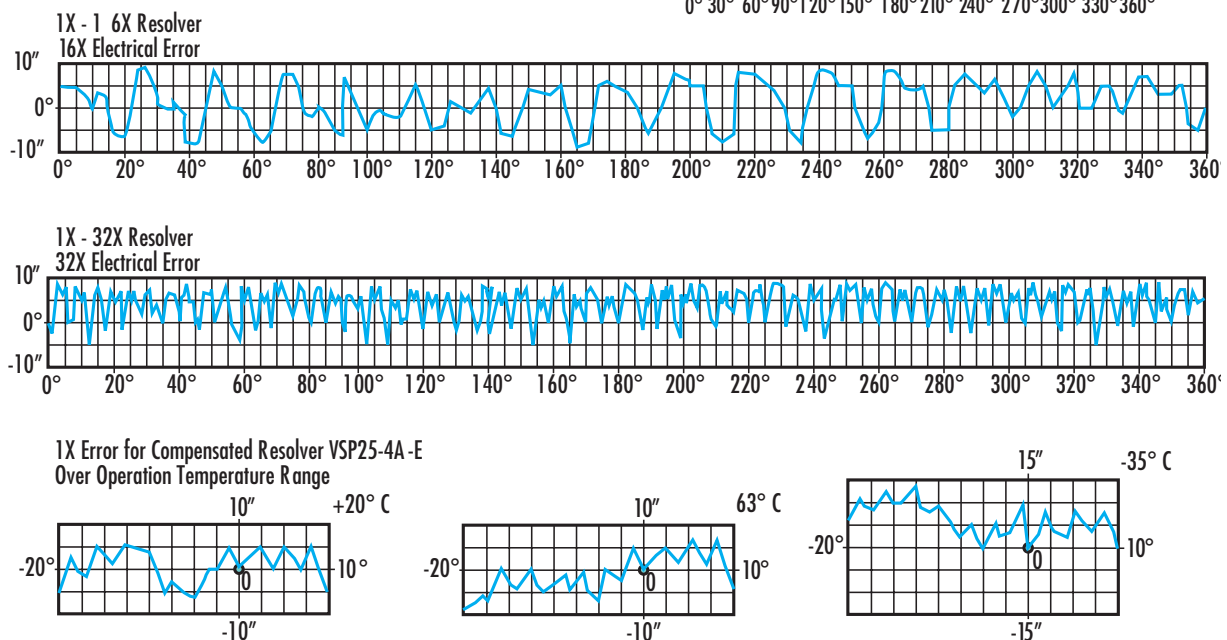 0° 30° 60°90°120°150° 180°210° 240° 270°300° 330°360°
1X - 1 6X Resolver
16X Electrical Error
10″
0°
-10″
0° 20° 40° 60° 80° 100° 120° 140° 160° 180° 200° 220° 240° 260° 280° 300° 320° 340° 360°
1X - 32X Resolver
32X Electrical Error
10″
0°
-10″
0° 20° 40° 60° 80° 100° 120° 140° 160° 180° 200° 220° 240° 260° 280° 300° 320° 340° 360°
1X Error for Compensated Resolver VSP25-4A -E
Over Operation Temperature Range
10″ +20° C
-20° 0 10°
-10″
10″ 63° C
-20° 0 10°
-10″
15″ -35° C
-20° 0 10°
-15″